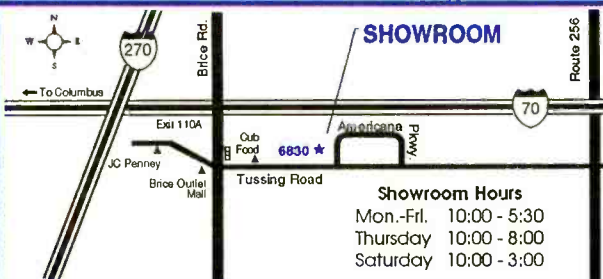 N
W E
S
270
Brice Rd.
SHOWROOM
Route 256
To Columbus
70
Exit 110A
Americana Pkwy.
JC Penney
Cub
Food
6830 ★
Brice Outlet
Mall
Tussing Road
Showroom Hours
Mon.-Fri. 10:00 - 5:30
Thursday 10:00 - 8:00
Saturday 10:00 - 3:00